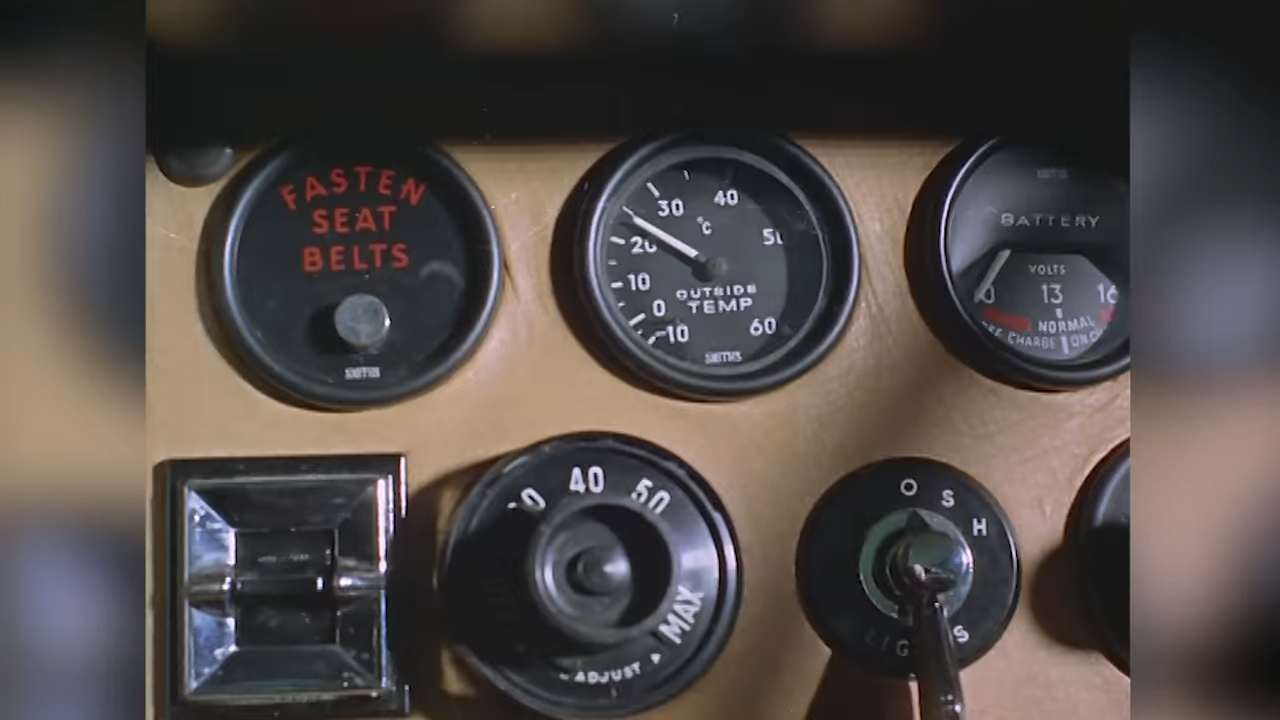 FASTEN
SEAT
BELTS
SMITHS
30
40
°C
20
50
10
0
-10
60
OUTSIDE
TEMP
SMITHS
BATTERY
VOLTS
13
16
NORMAL
CHARGE
40
50
MAX
ADJUST
O
S
H
S